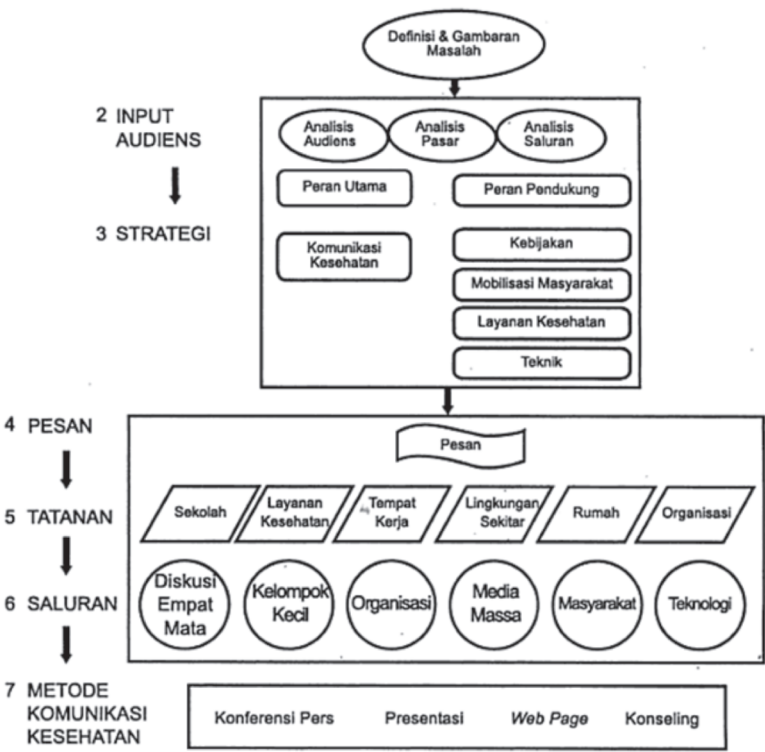 Definisi & Gambaran
Masalah
2 INPUT
AUDIENS
Analisis
Audiens
Analisis
Pasar
Analisis
Saluran
Peran Utama
Peran Pendukung
3 STRATEGI
Komunikasi
Kesehatan
Kebijakan
Mobilisasi Masyarakat
Layanan Kesehatan
Teknik
4 PESAN
Pesan
5 TATANAN
Sekolah
Layanan
Kesehatan
Tempat
Kerja
Lingkungan
Sekitar
Rumah
Organisasi
6 SALURAN
Diskusi
Empat
Mata
Kelompok
Kecil
Organisasi
Media
Massa
Masyarakat
Teknologi
7 METODE
KOMUNIKASI
KESEHATAN
Konferensi Pers
Presentasi
Web Page
Konseling